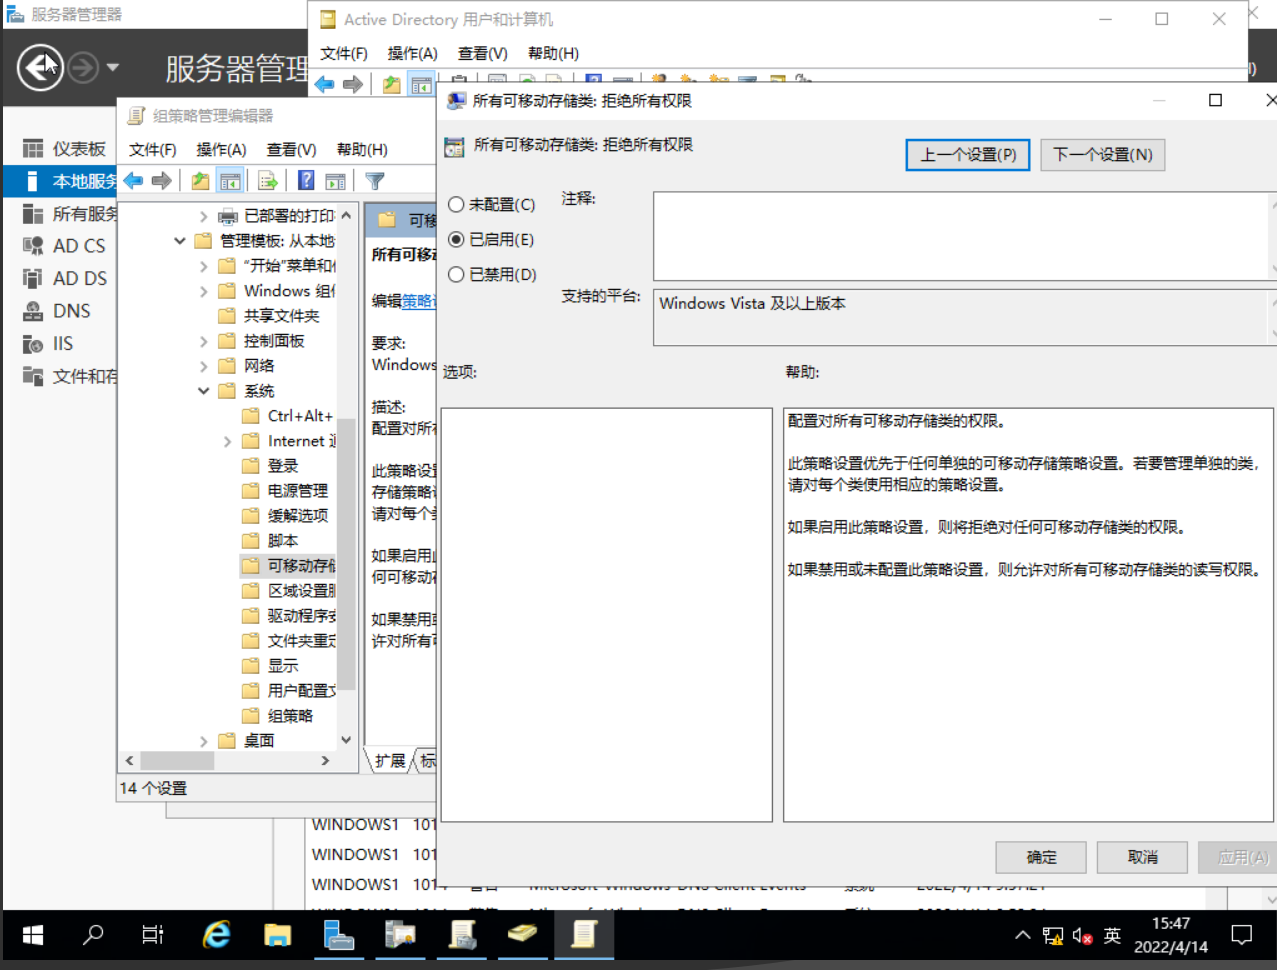 服务器管理器
Active Directory 用户和计算机
文件(F) 操作(A) 查看(V) 帮助(H)
服务器管理
组策略管理编辑器
文件(F) 操作(A) 查看(V) 帮助(H)
仪表板
本地服务
所有服务
AD CS
AD DS
DNS
IIS
文件和存
已部署的打印
管理模板: 从本地
“开始”菜单和
Windows 组
共享文件夹
控制面板
网络
系统
Ctrl+Alt+
Internet
登录
电源管理
缓解选项
脚本
可移动存储
区域设置服
驱动程序安
文件夹重定
显示
用户配置文
组策略
桌面
14 个设置
可移
所有可移动
编辑策略设
要求:
Windows
描述:
配置对所有
此策略设置
存储策略
请对每个类
如果启用
何可移动
如果禁用或
许对所有可
扩展 标
所有可移动存储类: 拒绝所有权限
所有可移动存储类: 拒绝所有权限
上一个设置(P) 下一个设置(N)
未配置(C)
已启用(E)
已禁用(D)
注释:
支持的平台:
Windows Vista 及以上版本
选项:
帮助:
配置对所有可移动存储类的权限。
此策略设置优先于任何单独的可移动存储策略设置。若要管理单独的类,
请对每个类使用相应的策略设置。
如果启用此策略设置，则将拒绝对任何可移动存储类的权限。
如果禁用或未配置此策略设置，则允许对所有可移动存储类的读写权限。
确定 取消 应用(A)
WINDOWS1 101
WINDOWS1 101
WINDOWS1 1014 警告 Microsoft-Windows-DNS Client Events 系统
英
15:47
2022/4/14